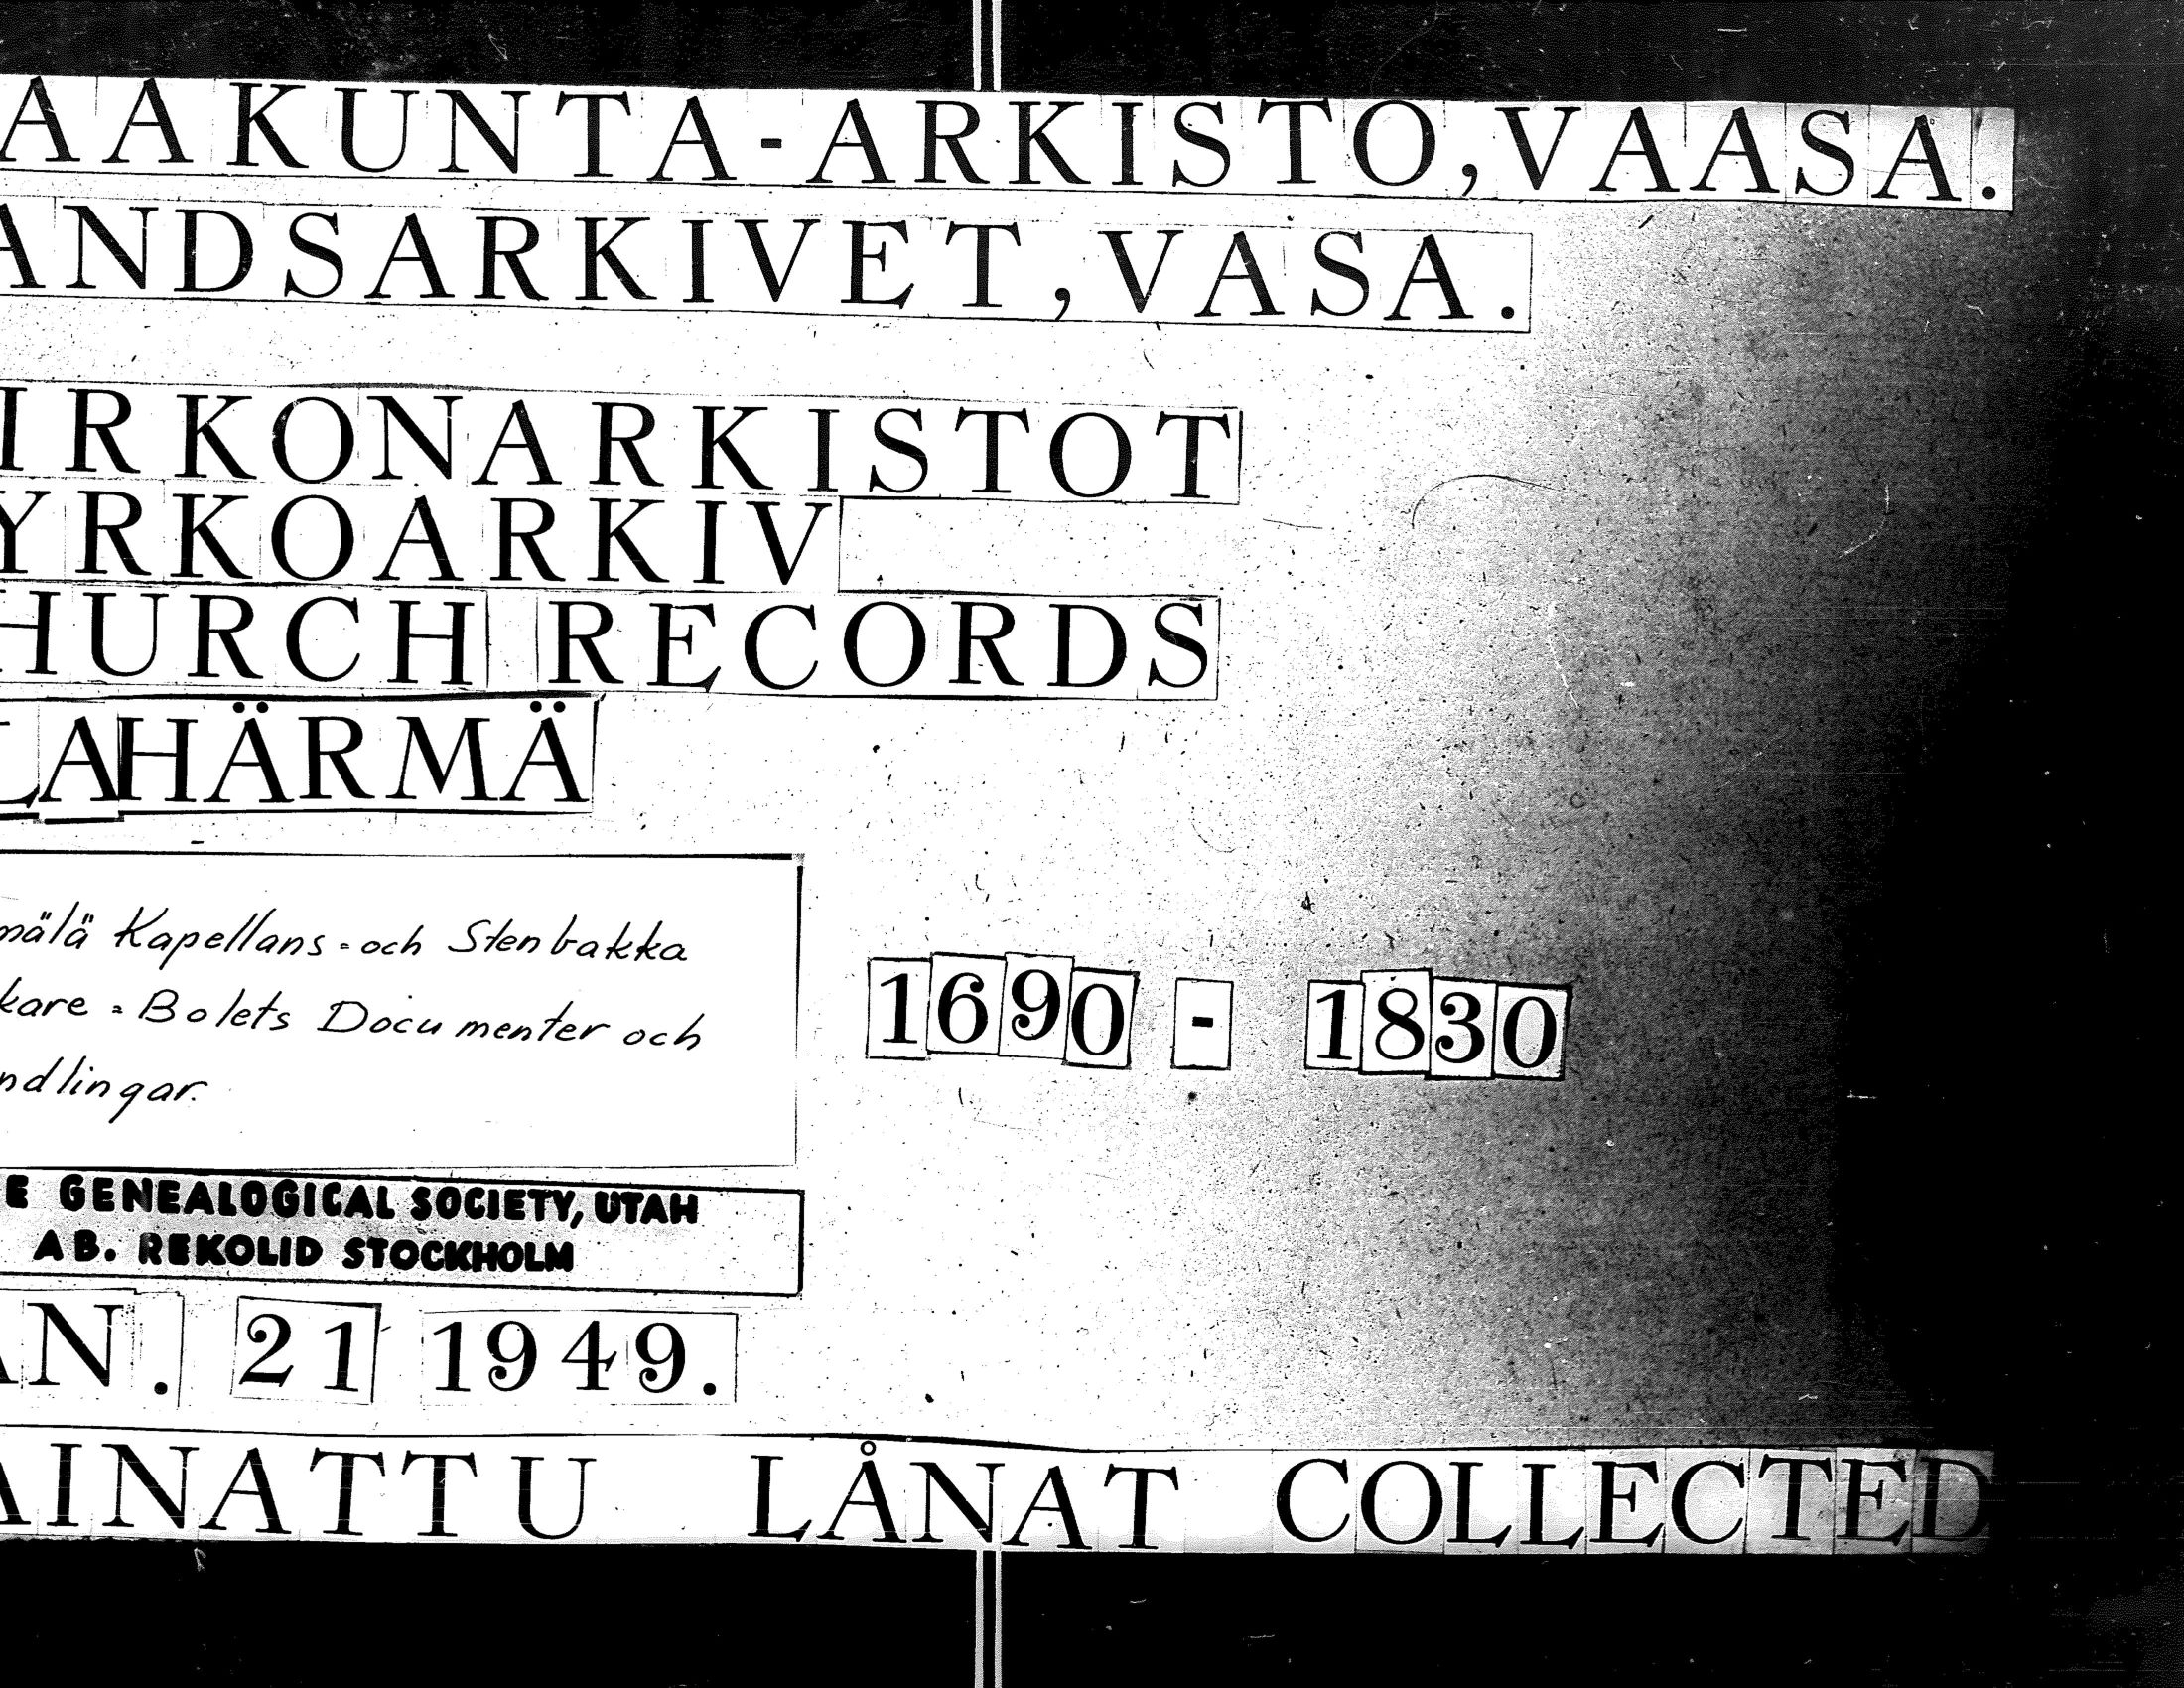 AAKUNTA-ARKISTO,VAASA.
ANDSARKIVET,VASA.
IRKONARKISTOT
YRKOARKIV
HURCH RECORDS
LAHÄRMÄ
mälä Kapellans=och Stenbakka
kare=Bolets Documenter och
ndlingar.
1690 - 1830
E GENEALOGICAL SOCIETY, UTAH
AB. REKOLID STOCKHOLM
AN. 21 1949.
AINATTU LÅNAT COLLECTED